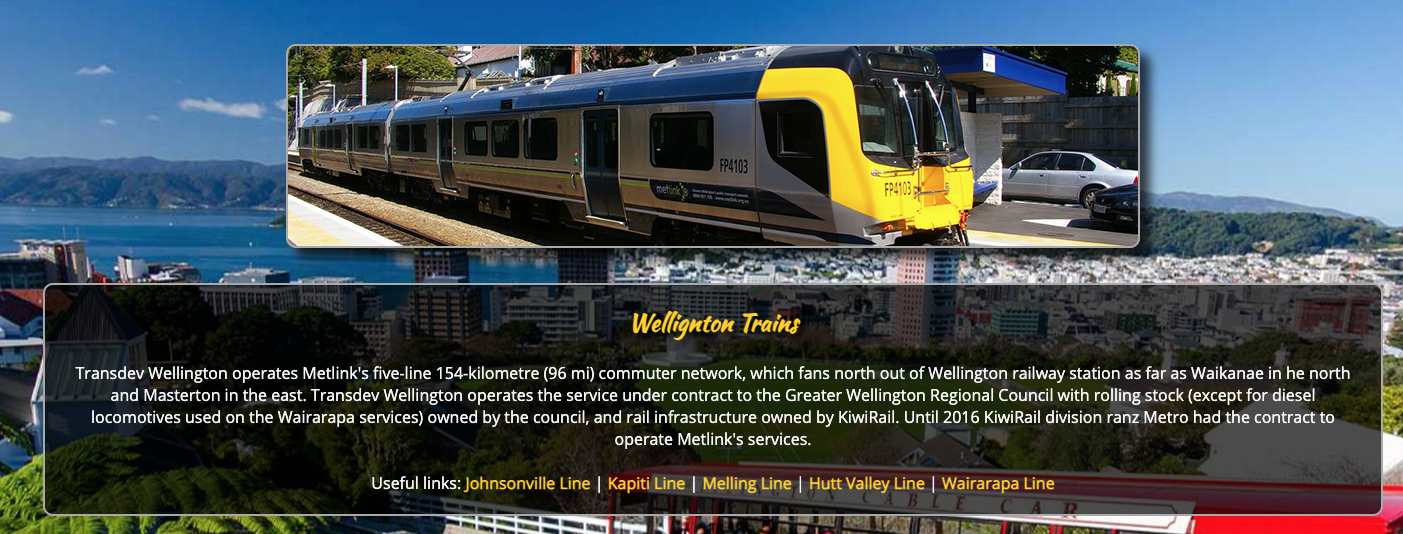 FP4103
FP4103
metlink
www.metlink.org.nz
Wellignton Trains
Transdev Wellington operates Metlink's five-line 154-kilometre (96 mi) commuter network, which fans north out of Wellington railway station as far as Waikanae in he north
and Masterton in the east. Transdev Wellington operates the service under contract to the Greater Wellington Regional Council with rolling stock (except for diesel
locomotives used on the Wairarapa services) owned by the council, and rail infrastructure owned by KiwiRail. Until 2016 KiwiRail division ranz Metro had the contract to
operate Metlink's services.
Useful links: Johnsonville Line | Kapiti Line | Melling Line | Hutt Valley Line | Wairarapa Line
CABLE CAR